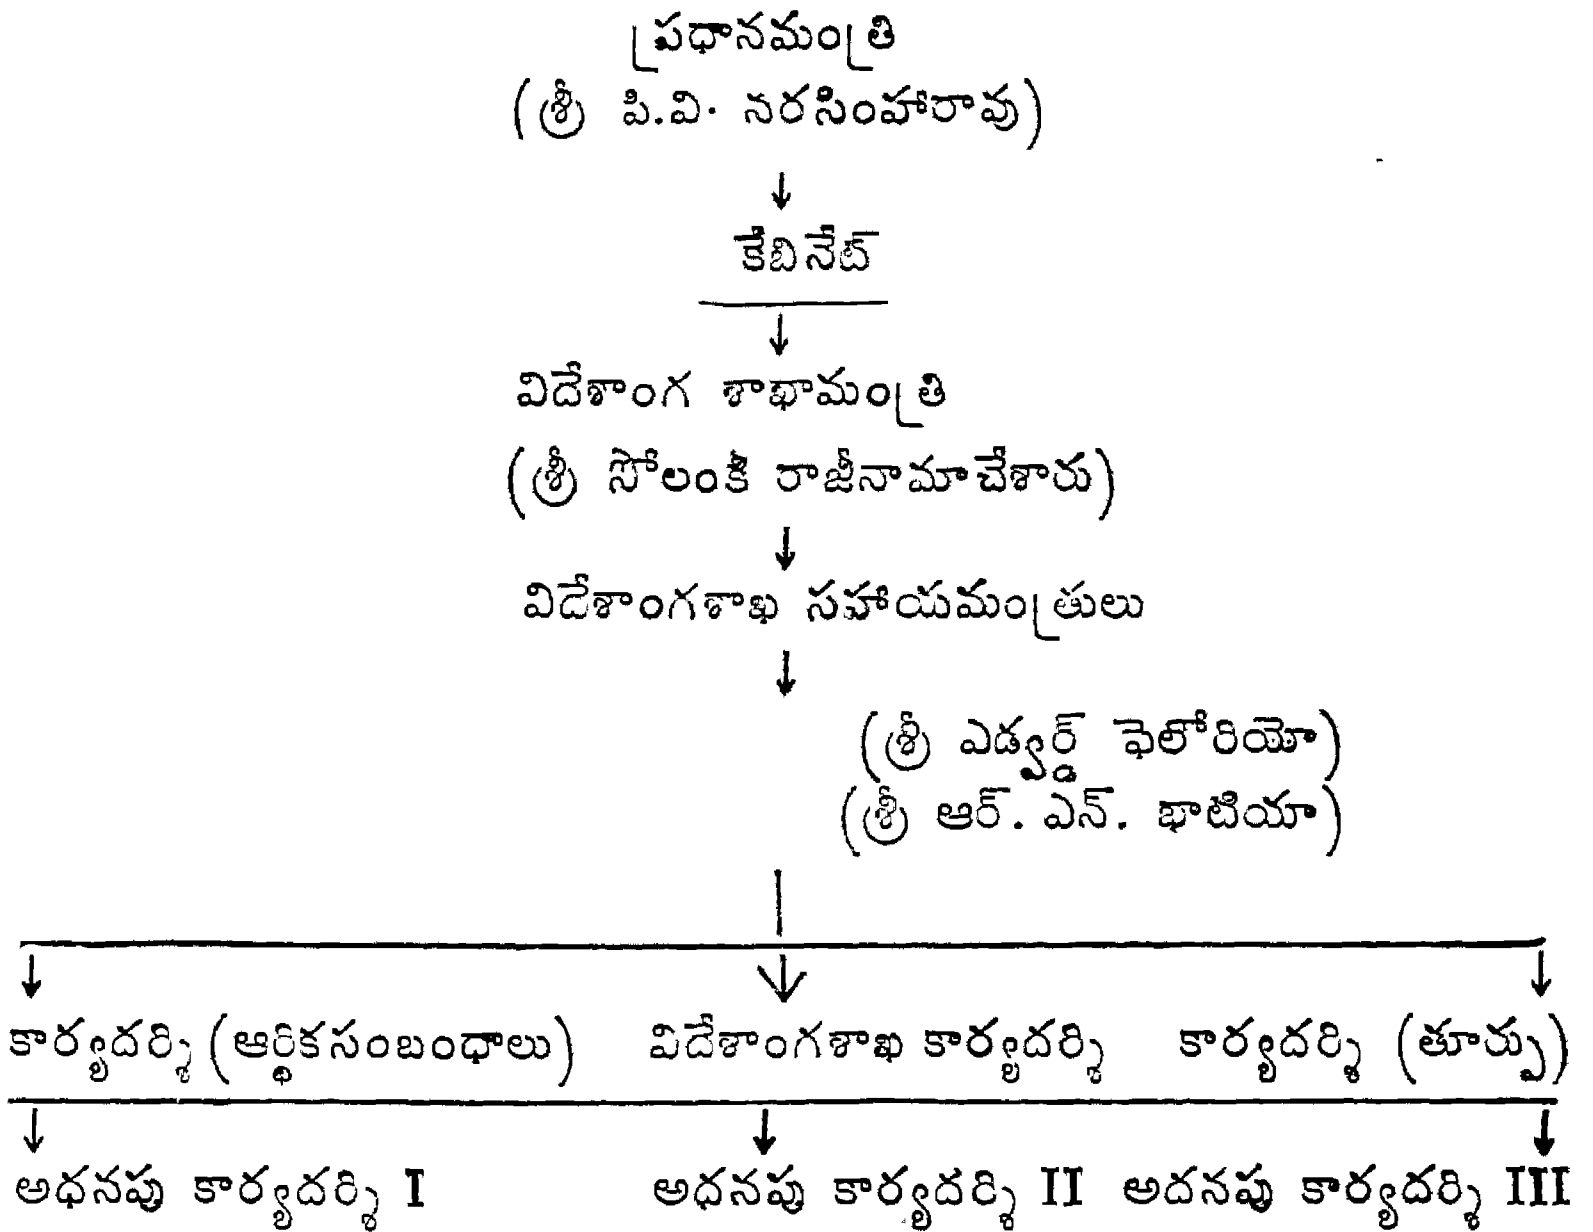 ప్రధానమంత్రి
(శ్రీ పి.వి. నరసింహారావు)
కేబినేట్
విదేశాంగ శాఖామంత్రి
(శ్రీ సోలంకీ రాజీనామాచేశారు)
విదేశాంగశాఖ సహాయమంత్రులు
(శ్రీ ఎడ్వర్డ్ ఫెలోరియో)
(శ్రీ ఆర్. ఎన్. భాటియా)
కార్యదర్శి (ఆర్థికసంబంధాలు) విదేశాంగశాఖ కార్యదర్శి కార్యదర్శి (తూర్పు)
అధనపు కార్యదర్శి I అధనపు కార్యదర్శి II అదనపు కార్యదర్శి III